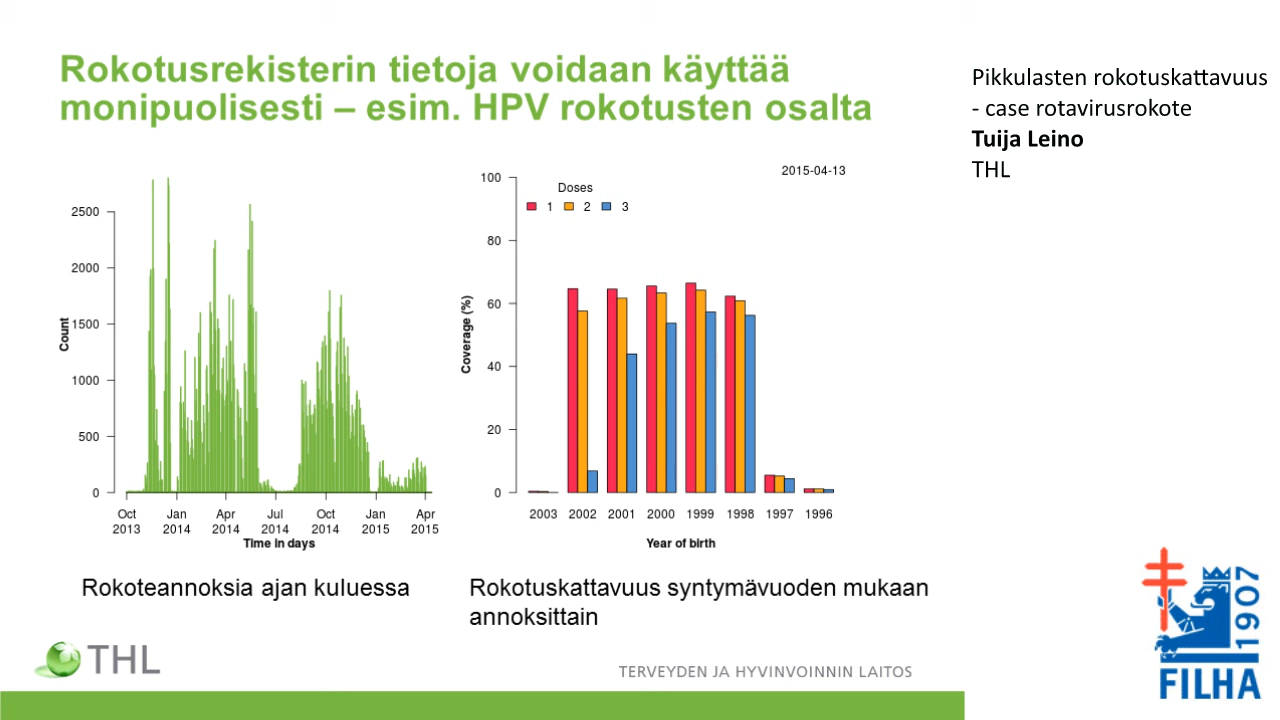 Rokotusrekisterin tietoja voidaan käyttää
monipuolisesti – esim. HPV rokotusten osalta
Pikkulasten rokotuskattavuus
- case rotavirusrokote
Tuija Leino
THL
Count
2500
2000
1500
1000
500
0
Oct Jan Apr Jul Oct Jan Apr
2013 2014 2014 2014 2014 2015 2015
Time in days
2015-04-13
Doses
1 2 3
Coverage (%)
100
80
60
40
20
0
2003 2002 2001 2000 1999 1998 1997 1996
Year of birth
Rokoteannoksia ajan kuluessa
Rokotuskattavuus syntymävuoden mukaan
annoksittain
THL
TERVEYDEN JA HYVINVOINNIN LAITOS
1907
FILHA